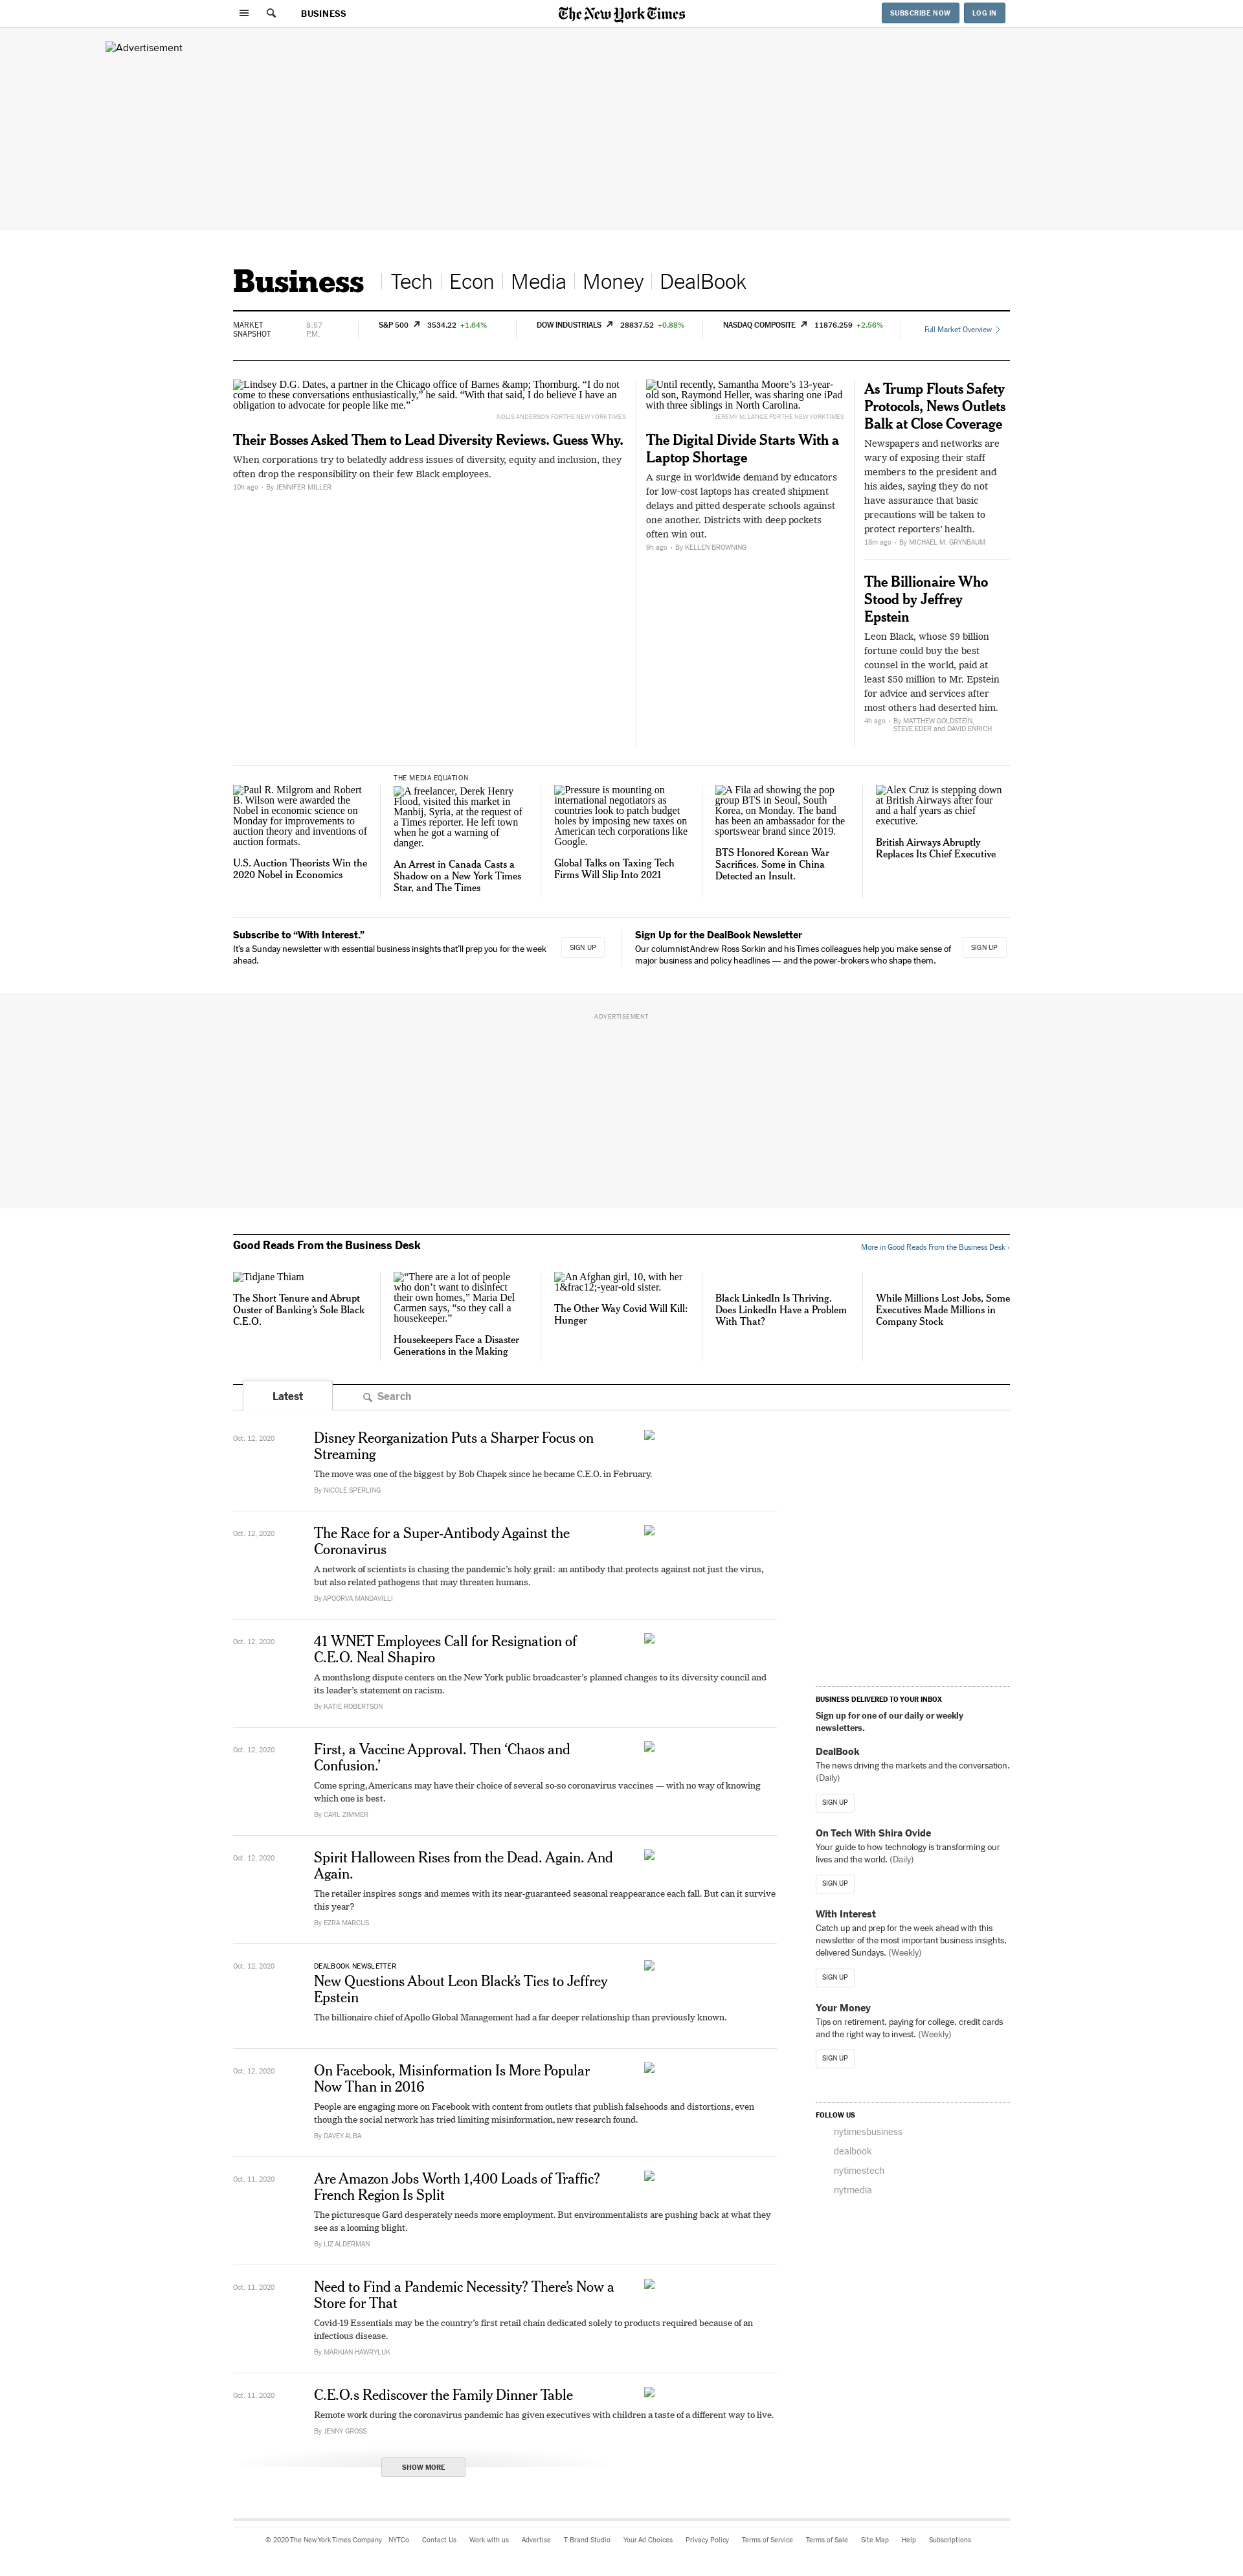 BUSINESS
The New York Times
SUBSCRIBE NOW
LOG IN
Advertisement
Business
Tech
Econ
Media
Money
DealBook
MARKET
SNAPSHOT
8:57
P.M.
S&P 500 3534.22 +1.64%
DOW INDUSTRIALS 28837.52 +0.88%
NASDAQ COMPOSITE 11876.259 +2.56%
Full Market Overview
Lindsey D.G. Dates, a partner in the Chicago office of Barnes &amp; Thornburg. “I do not
come to these conversations enthusiastically,” he said. “With that said, I do believe I have an
obligation to advocate for people like me.”
NOLIS ANDERSON FOR THE NEW YORK TIMES
Their Bosses Asked Them to Lead Diversity Reviews. Guess Why.
When corporations try to belatedly address issues of diversity, equity and inclusion, they
often drop the responsibility on their few Black employees.
10h ago • By JENNIFER MILLER
Until recently, Samantha Moore’s 13-year-
old son, Raymond Heller, was sharing one iPad
with three siblings in North Carolina.
JEREMY M. LANGE FOR THE NEW YORK TIMES
The Digital Divide Starts With a
Laptop Shortage
A surge in worldwide demand by educators
for low-cost laptops has created shipment
delays and pitted desperate schools against
one another. Districts with deep pockets
often win out.
9h ago • By KELLEN BROWNING
As Trump Flouts Safety
Protocols, News Outlets
Balk at Close Coverage
Newspapers and networks are
wary of exposing their staff
members to the president and
his aides, saying they do not
have assurance that basic
precautions will be taken to
protect reporters’ health.
18m ago • By MICHAEL M. GRYNBAUM
The Billionaire Who
Stood by Jeffrey
Epstein
Leon Black, whose $9 billion
fortune could buy the best
counsel in the world, paid at
least $50 million to Mr. Epstein
for advice and services after
most others had deserted him.
4h ago • By MATTHEW GOLDSTEIN,
STEVE EDER and DAVID ENRICH
Paul R. Milgrom and Robert
B. Wilson were awarded the
Nobel in economic science on
Monday for improvements to
auction theory and inventions of
auction formats.
U.S. Auction Theorists Win the
2020 Nobel in Economics
THE MEDIA EQUATION
A freelancer, Derek Henry
Flood, visited this market in
Manbij, Syria, at the request of
a Times reporter. He left town
when he got a warning of
danger.
An Arrest in Canada Casts a
Shadow on a New York Times
Star, and The Times
Pressure is mounting on
international negotiators as
countries look to patch budget
holes by imposing new taxes on
American tech corporations like
Google.
Global Talks on Taxing Tech
Firms Will Slip Into 2021
A Fila ad showing the pop
group BTS in Seoul, South
Korea, on Monday. The band
has been an ambassador for the
sportswear brand since 2019.
BTS Honored Korean War
Sacrifices. Some in China
Detected an Insult.
Alex Cruz is stepping down
at British Airways after four
and a half years as chief
executive.
British Airways Abruptly
Replaces Its Chief Executive
Subscribe to “With Interest.”
It’s a Sunday newsletter with essential business insights that’ll prep you for the week
ahead.
SIGN UP
Sign Up for the DealBook Newsletter
Our columnist Andrew Ross Sorkin and his Times colleagues help you make sense of
major business and policy headlines — and the power-brokers who shape them.
SIGN UP
ADVERTISEMENT
Good Reads From the Business Desk
More in Good Reads From the Business Desk ›
Tidjane Thiam
The Short Tenure and Abrupt
Ouster of Banking’s Sole Black
C.E.O.
“There are a lot of people
who don’t want to disinfect
their own homes,” Maria Del
Carmen says, “so they call a
housekeeper.”
Housekeepers Face a Disaster
Generations in the Making
An Afghan girl, 10, with her
1&frac12;-year-old sister.
The Other Way Covid Will Kill:
Hunger
Black LinkedIn Is Thriving.
Does LinkedIn Have a Problem
With That?
While Millions Lost Jobs, Some
Executives Made Millions in
Company Stock
Latest
Search
Oct. 12, 2020
Disney Reorganization Puts a Sharper Focus on
Streaming
The move was one of the biggest by Bob Chapek since he became C.E.O. in February.
By NICOLE SPERLING
Oct. 12, 2020
The Race for a Super-Antibody Against the
Coronavirus
A network of scientists is chasing the pandemic’s holy grail: an antibody that protects against not just the virus,
but also related pathogens that may threaten humans.
By APOORVA MANDAVILLI
Oct. 12, 2020
41 WNET Employees Call for Resignation of
C.E.O. Neal Shapiro
A monthslong dispute centers on the New York public broadcaster’s planned changes to its diversity council and
its leader’s statement on racism.
By KATIE ROBERTSON
Oct. 12, 2020
First, a Vaccine Approval. Then ‘Chaos and
Confusion.’
Come spring, Americans may have their choice of several so-so coronavirus vaccines — with no way of knowing
which one is best.
By CARL ZIMMER
Oct. 12, 2020
Spirit Halloween Rises from the Dead. Again. And
Again.
The retailer inspires songs and memes with its near-guaranteed seasonal reappearance each fall. But can it survive
this year?
By EZRA MARCUS
Oct. 12, 2020
DEALBOOK NEWSLETTER
New Questions About Leon Black’s Ties to Jeffrey
Epstein
The billionaire chief of Apollo Global Management had a far deeper relationship than previously known.
Oct. 12, 2020
On Facebook, Misinformation Is More Popular
Now Than in 2016
People are engaging more on Facebook with content from outlets that publish falsehoods and distortions, even
though the social network has tried limiting misinformation, new research found.
By DAVEY ALBA
Oct. 11, 2020
Are Amazon Jobs Worth 1,400 Loads of Traffic?
French Region Is Split
The picturesque Gard desperately needs more employment. But environmentalists are pushing back at what they
see as a looming blight.
By LIZ ALDERMAN
Oct. 11, 2020
Need to Find a Pandemic Necessity? There’s Now a
Store for That
Covid-19 Essentials may be the country’s first retail chain dedicated solely to products required because of an
infectious disease.
By MARKIAN HAWRYLUK
Oct. 11, 2020
C.E.O.s Rediscover the Family Dinner Table
Remote work during the coronavirus pandemic has given executives with children a taste of a different way to live.
By JENNY GROSS
SHOW MORE
BUSINESS DELIVERED TO YOUR INBOX
Sign up for one of our daily or weekly
newsletters.
DealBook
The news driving the markets and the conversation.
(Daily)
SIGN UP
On Tech With Shira Ovide
Your guide to how technology is transforming our
lives and the world. (Daily)
SIGN UP
With Interest
Catch up and prep for the week ahead with this
newsletter of the most important business insights,
delivered Sundays. (Weekly)
SIGN UP
Your Money
Tips on retirement, paying for college, credit cards
and the right way to invest. (Weekly)
SIGN UP
FOLLOW US
nytimesbusiness
dealbook
nytimestech
nytmedia
© 2020 The New York Times Company NYTCo Contact Us Work with us Advertise T Brand Studio Your Ad Choices Privacy Policy Terms of Service Terms of Sale Site Map Help Subscriptions